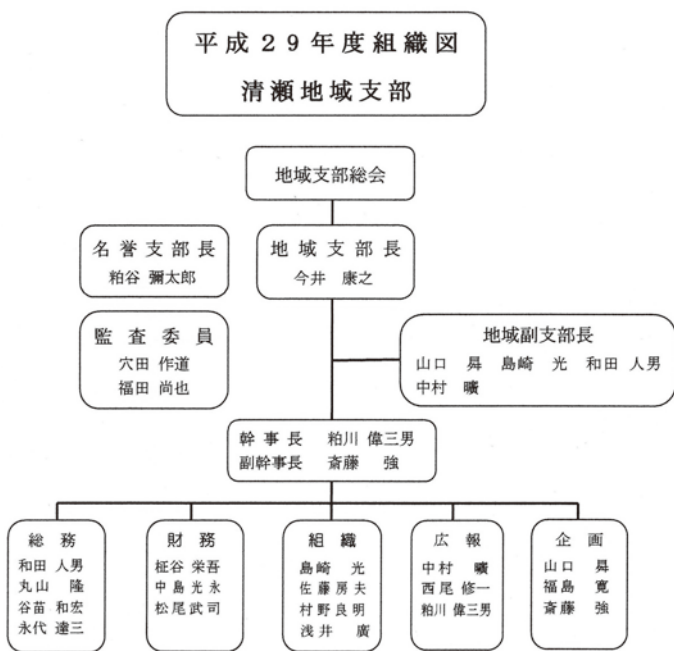 平成29年度組織図
清瀬地域支部
地域支部総会
名誉支部長
粕谷 彌太郎
地域支部長
今井 康之
監査委員
穴田 作道
福田 尚也
地域副支部長
山口 曻 島崎 光 和田 人男
中村 曠
幹事長 粕川 偉三男
副幹事長 斎藤 強
総務
和田 人男
丸山 隆
谷苗 和宏
永代 達三
財務
柾谷 栄吾
中島光永
松尾武司
組織
島崎 光
佐藤房夫
村野良明
浅井 廣
広報
中村 曠
西尾 修一
粕川 偉三男
企画
山口 曻
福島 寛
斎藤 強